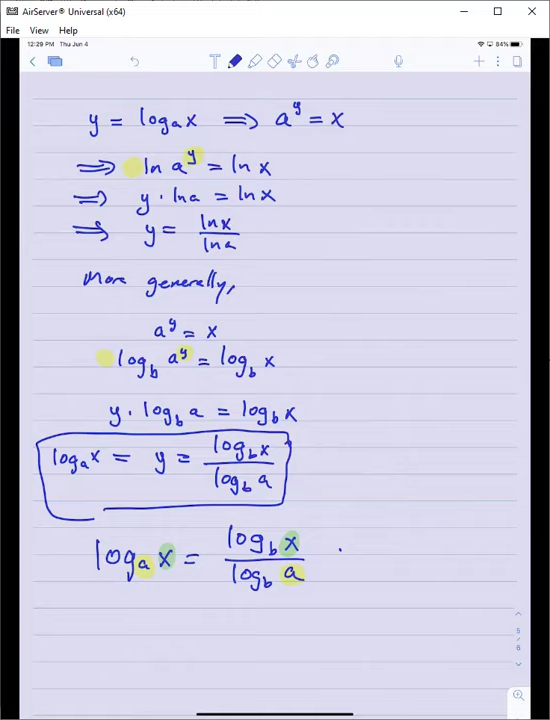 AirServer® Universal (x64)
File View Help
12:29 PM Thu Jun 4 84%
T
y = logₐx ⟹ aʸ = x
⟹ ln aʸ = ln x
⟹ y · ln a = ln x
⟹ y = ln x / ln a
More generally,
aʸ = x
log_b aʸ = log_b x
y · log_b a = log_b x
logₐx = y = log_b x / log_b a
logₐ x = log_b x / log_b a .
5
/
8